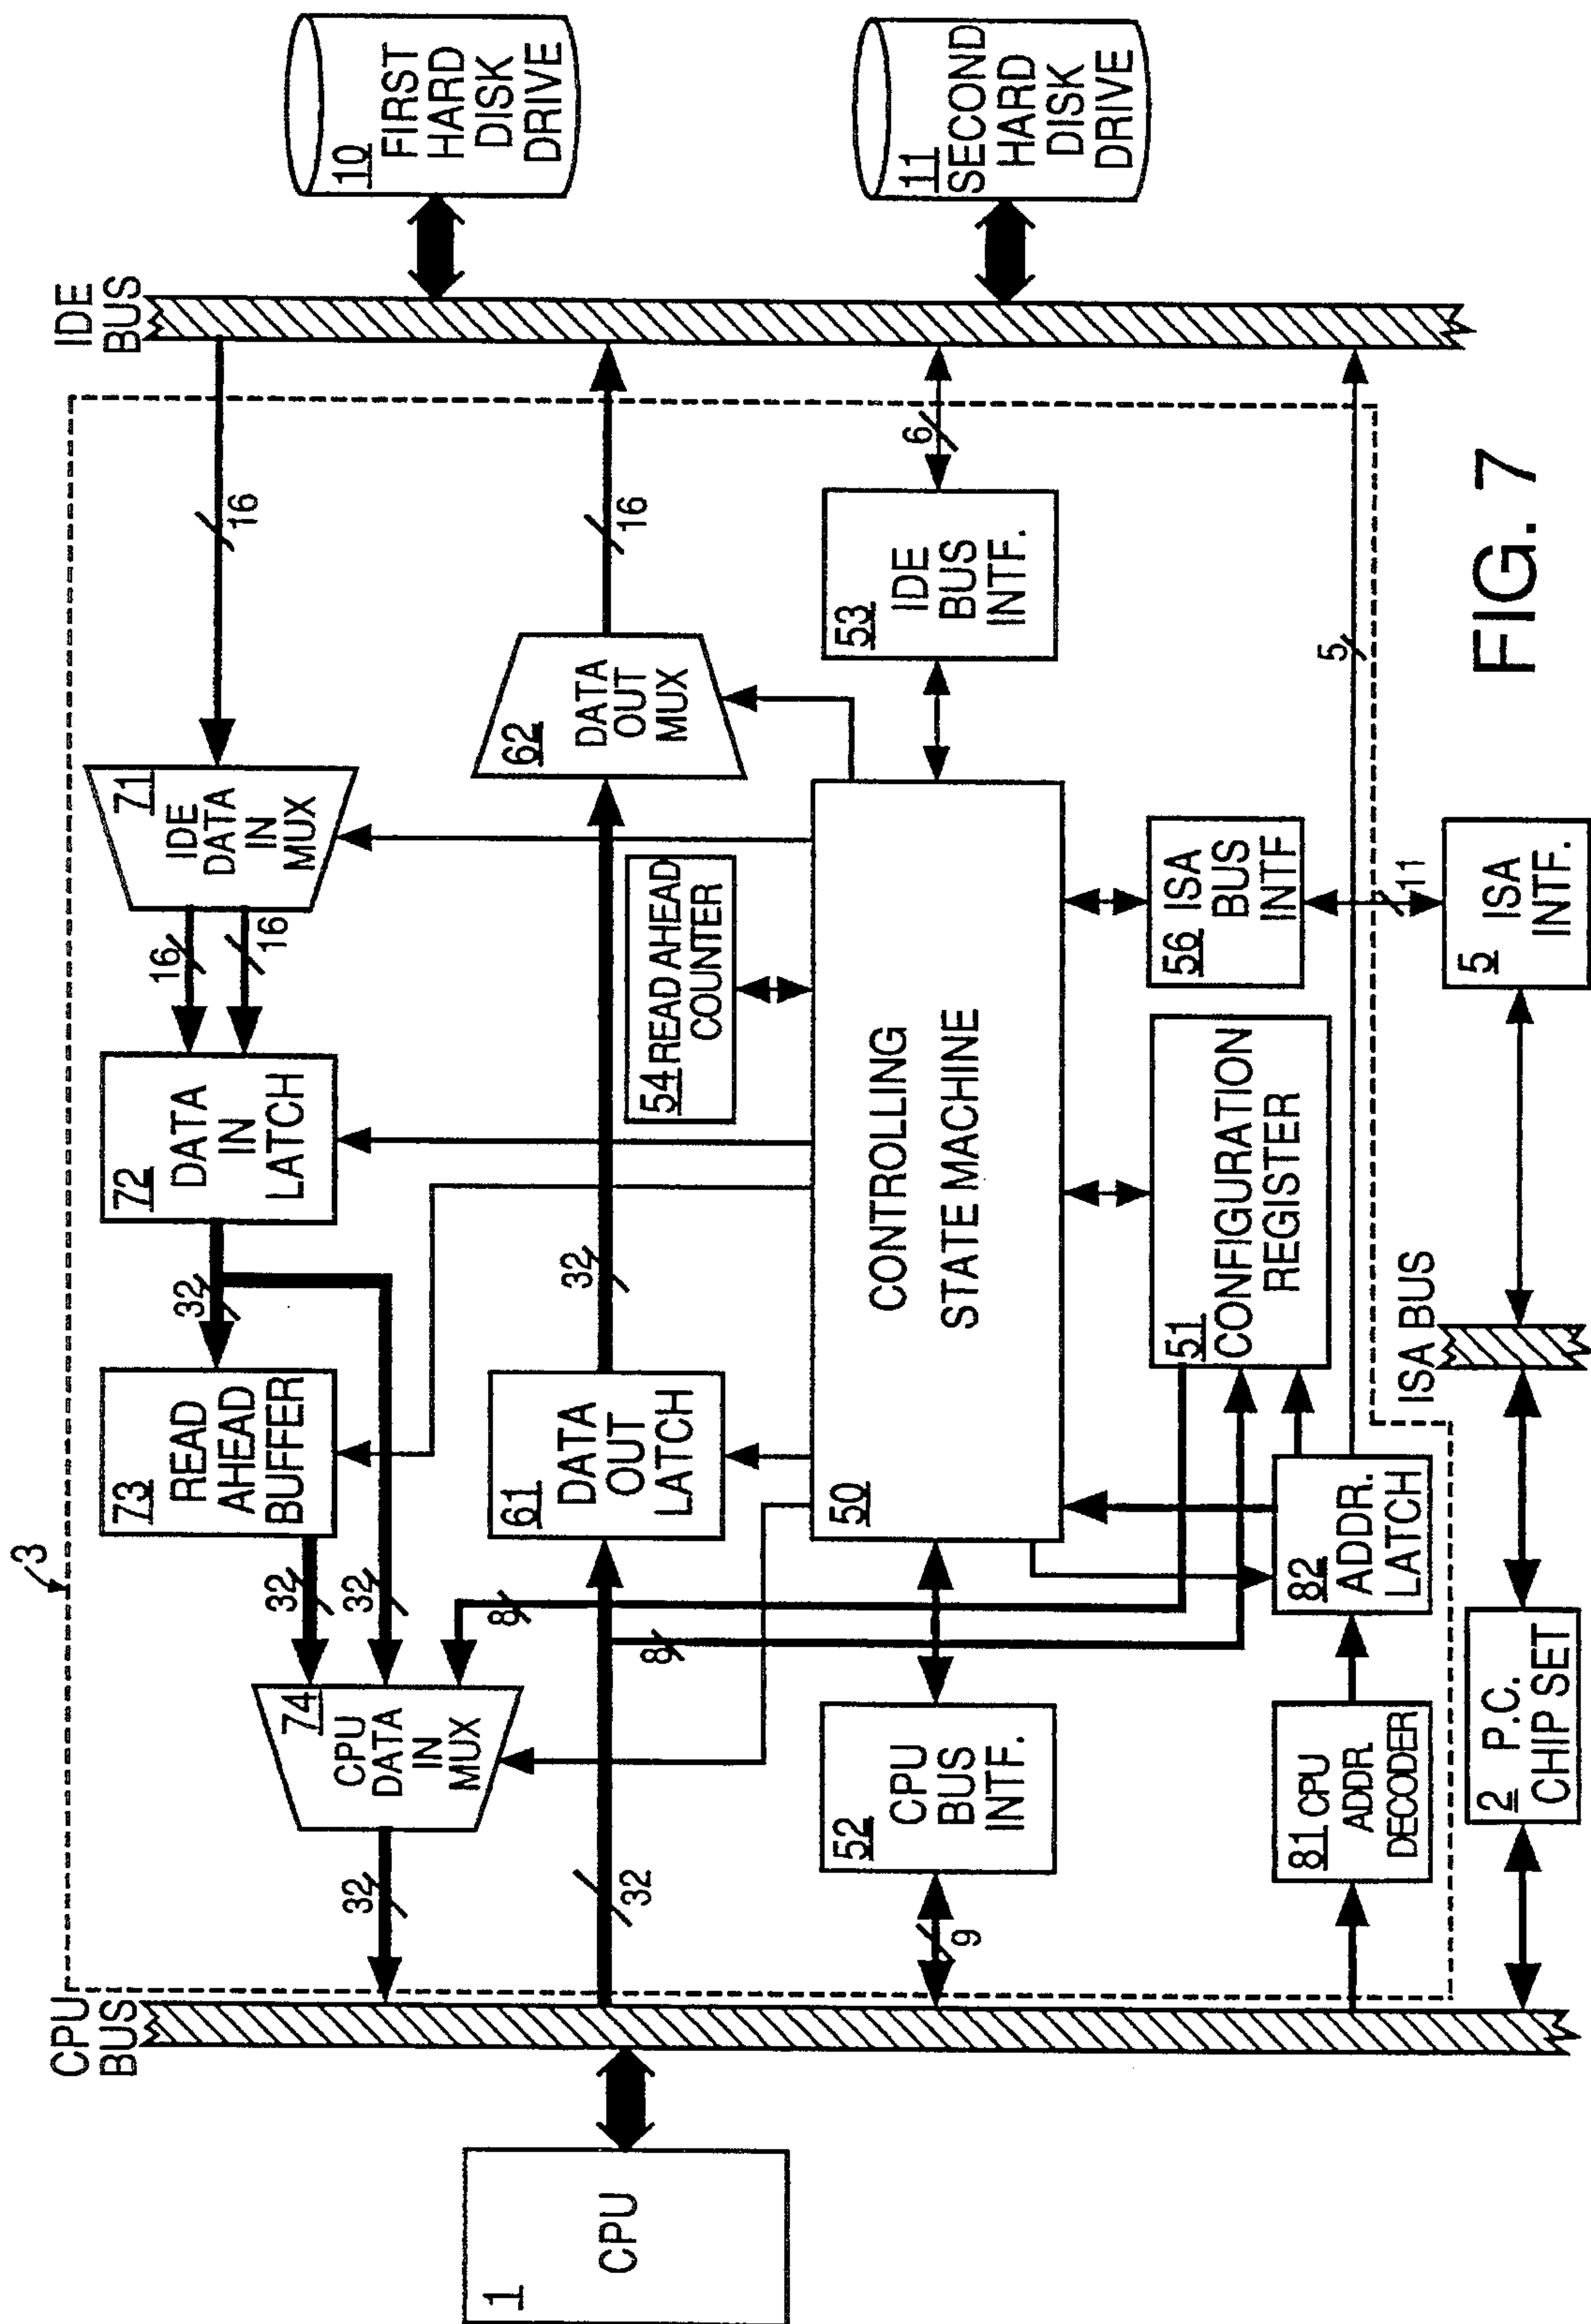 CPU
BUS
IDE
BUS
3
1
CPU
10
FIRST
HARD
DISK
DRIVE
11
SECOND
HARD
DISK
DRIVE
32
74
CPU
DATA
IN
MUX
32
32
8
73
READ
AHEAD
BUFFER
32
72
DATA
IN
LATCH
16
16
71
IDE
DATA
IN
MUX
16
32
8
61
DATA
OUT
LATCH
32
54 READ AHEAD
COUNTER
62
DATA
OUT
MUX
16
9
52
CPU
BUS
INTF.
50
CONTROLLING
STATE MACHINE
53
IDE
BUS
INTF.
6
81 CPU
ADDR.
DECODER
82
ADDR.
LATCH
51
CONFIGURATION
REGISTER
56
ISA
BUS
INTF
5
11
2
P.C.
CHIP SET
ISA BUS
5
ISA
INTF.
FIG. 7